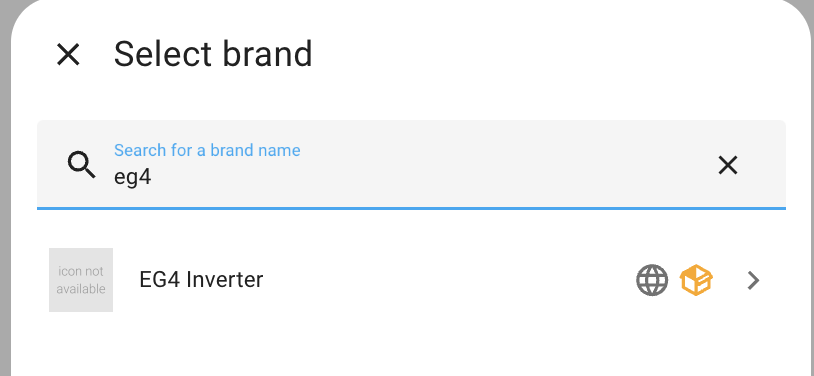 Select brand
Search for a brand name
eg4
icon not
available
EG4 Inverter